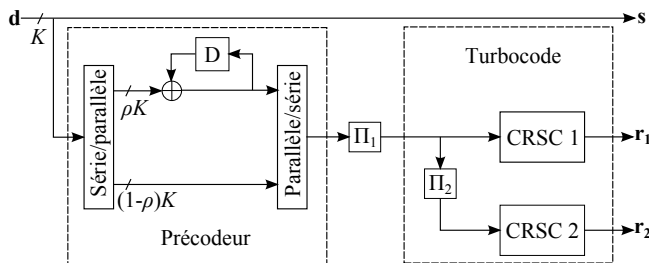 d
K
s
D
Turbocode
Série/parallèle
ρK
Parallèle/série
Π₁
CRSC 1
r₁
Π₂
(1-ρ)K
Précodeur
CRSC 2
r₂